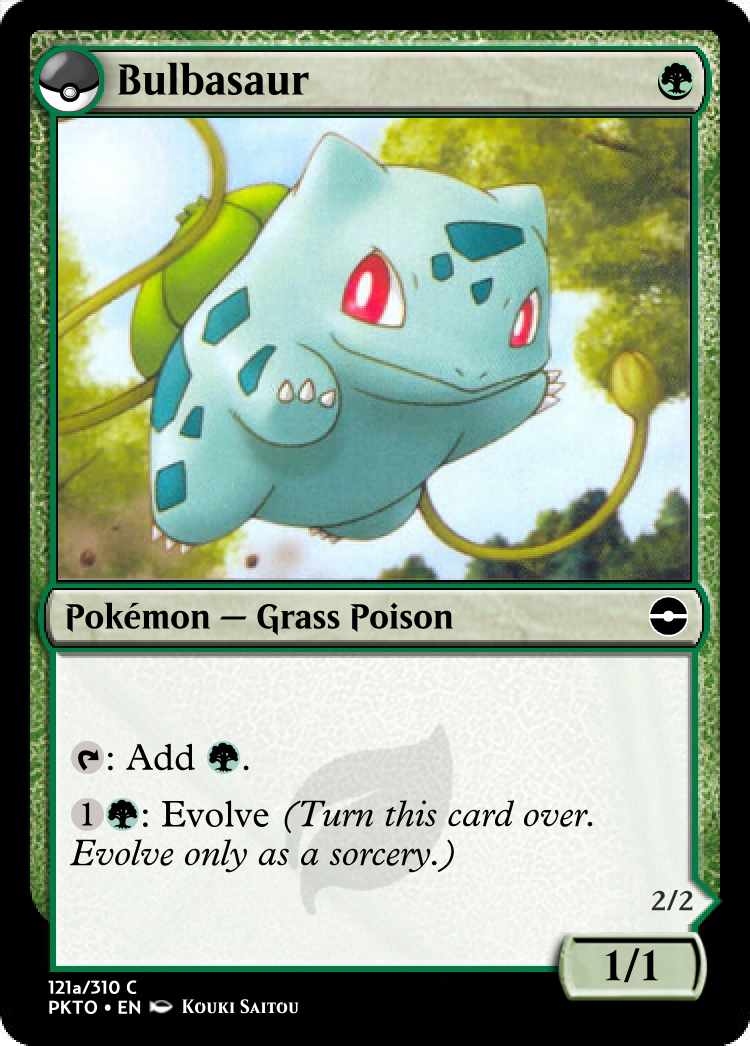 Bulbasaur
Pokémon — Grass Poison
: Add .
1: Evolve (Turn this card over.
Evolve only as a sorcery.)
2/2
1/1
121a/310 C
PKTO • EN Kouki Saitou